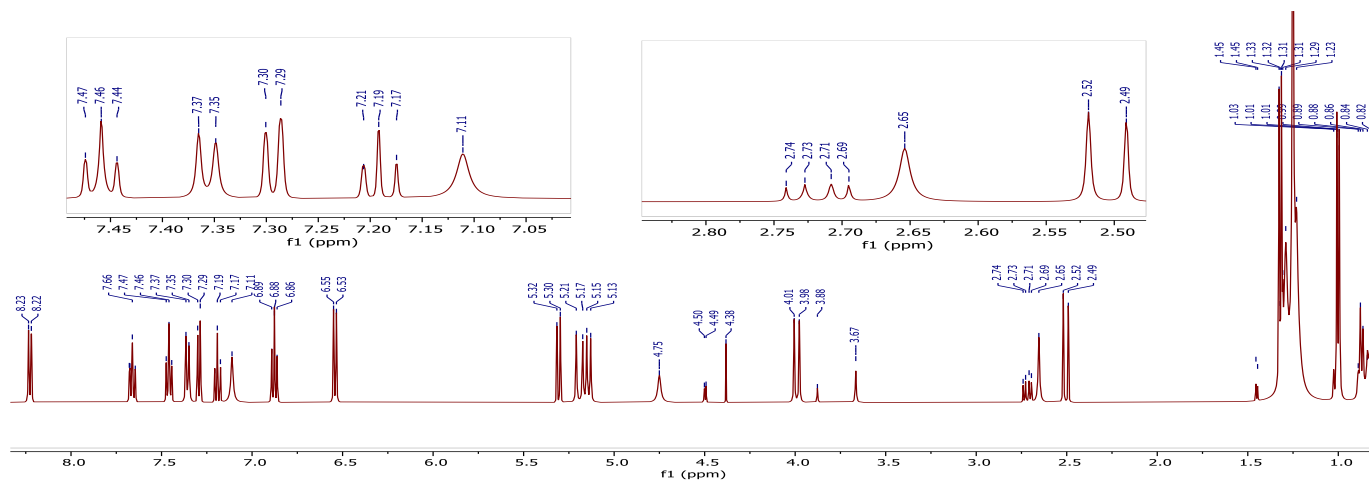 1.45 1.45 1.33 1.32 1.31 1.31 1.29 1.23
1.03 1.01 1.01 0.99 0.89 0.88 0.86 0.84 0.82
7.47 7.46 7.44 7.37 7.35 7.30 7.29 7.21 7.19 7.17 7.11
7.45 7.40 7.35 7.30 7.25 7.20 7.15 7.10 7.05
f1 (ppm)
2.74 2.73 2.71 2.69 2.65 2.52 2.49
2.80 2.75 2.70 2.65 2.60 2.55 2.50
f1 (ppm)
8.23 8.22 7.66 7.47 7.46 7.37 7.35 7.30 7.29 7.19 7.17 7.11 6.89 6.88 6.86 6.55 6.53 5.32 5.30 5.21 5.17 5.15 5.13 4.75 4.50 4.49 4.38 4.01 3.98 3.88 3.67 2.74 2.73 2.71 2.69 2.65 2.52 2.49
8.0 7.5 7.0 6.5 6.0 5.5 5.0 4.5 4.0 3.5 3.0 2.5 2.0 1.5 1.0
f1 (ppm)